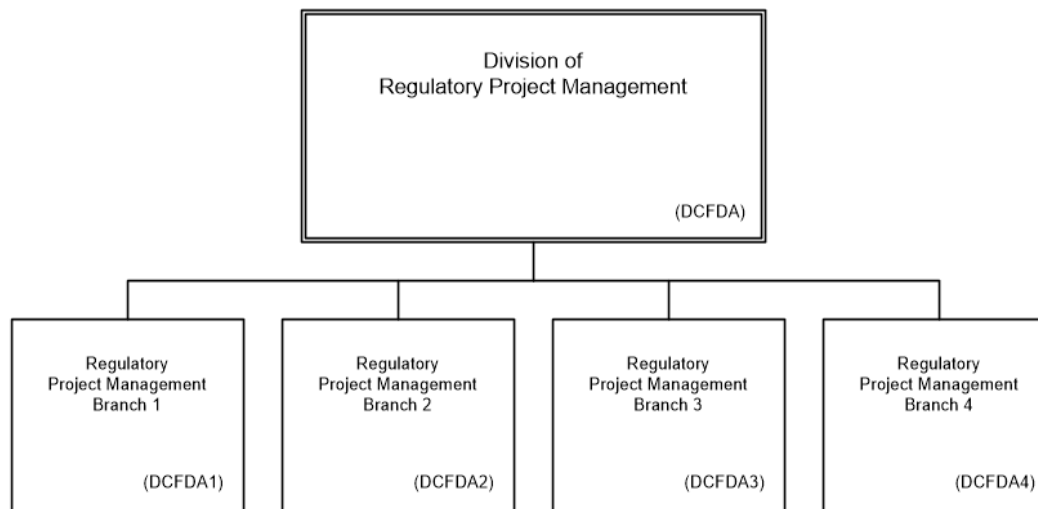 Division of
Regulatory Project Management
(DCFDA)
Regulatory
Project Management
Branch 1
(DCFDA1)
Regulatory
Project Management
Branch 2
(DCFDA2)
Regulatory
Project Management
Branch 3
(DCFDA3)
Regulatory
Project Management
Branch 4
(DCFDA4)